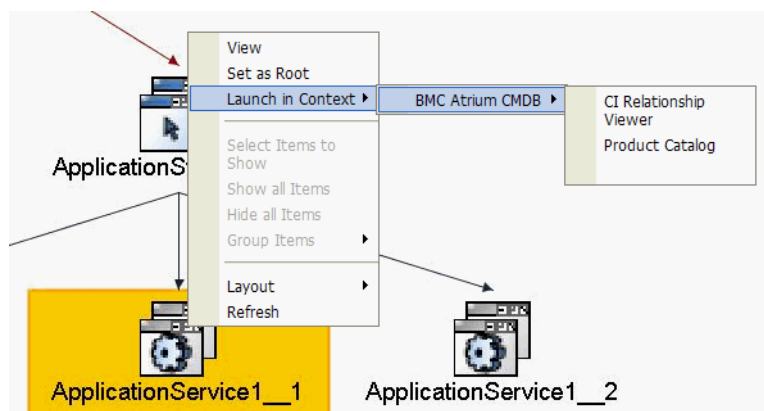 View
Set as Root
Launch in Context
BMC Atrium CMDB
CI Relationship
Viewer
Product Catalog
Select Items to
Show
Show all Items
Hide all Items
Group Items
Layout
Refresh
ApplicationS
ApplicationService1__1
ApplicationService1__2